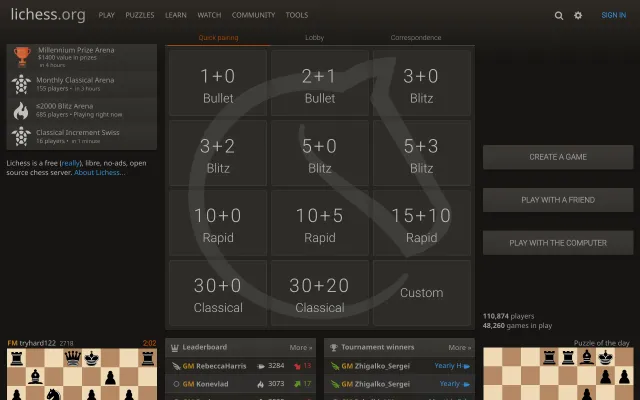 lichess.org PLAY PUZZLES LEARN WATCH COMMUNITY TOOLS SIGN IN
Millennium Prize Arena
$1400 value in prizes
in 4 hours
Monthly Classical Arena
155 players • in 3 hours
≤2000 Blitz Arena
685 players • Playing right now
Classical Increment Swiss
16 players • in 1 minute
Lichess is a free (really), libre, no-ads, open
source chess server. About Lichess...
Quick pairing Lobby Correspondence
1+0 2+1 3+0
Bullet Bullet Blitz
3+2 5+0 5+3
Blitz Blitz Blitz
10+0 10+5 15+10
Rapid Rapid Rapid
30+0 30+20 Custom
Classical Classical
CREATE A GAME
PLAY WITH A FRIEND
PLAY WITH THE COMPUTER
110,874 players
48,260 games in play
FM tryhard122 2718 2:02
Leaderboard More »
GM RebeccaHarris 3284 13
GM Konevlad 3073 17
Tournament winners More »
GM Zhigalko_Sergei Yearly H
GM Zhigalko_Sergei Yearly
Puzzle of the day